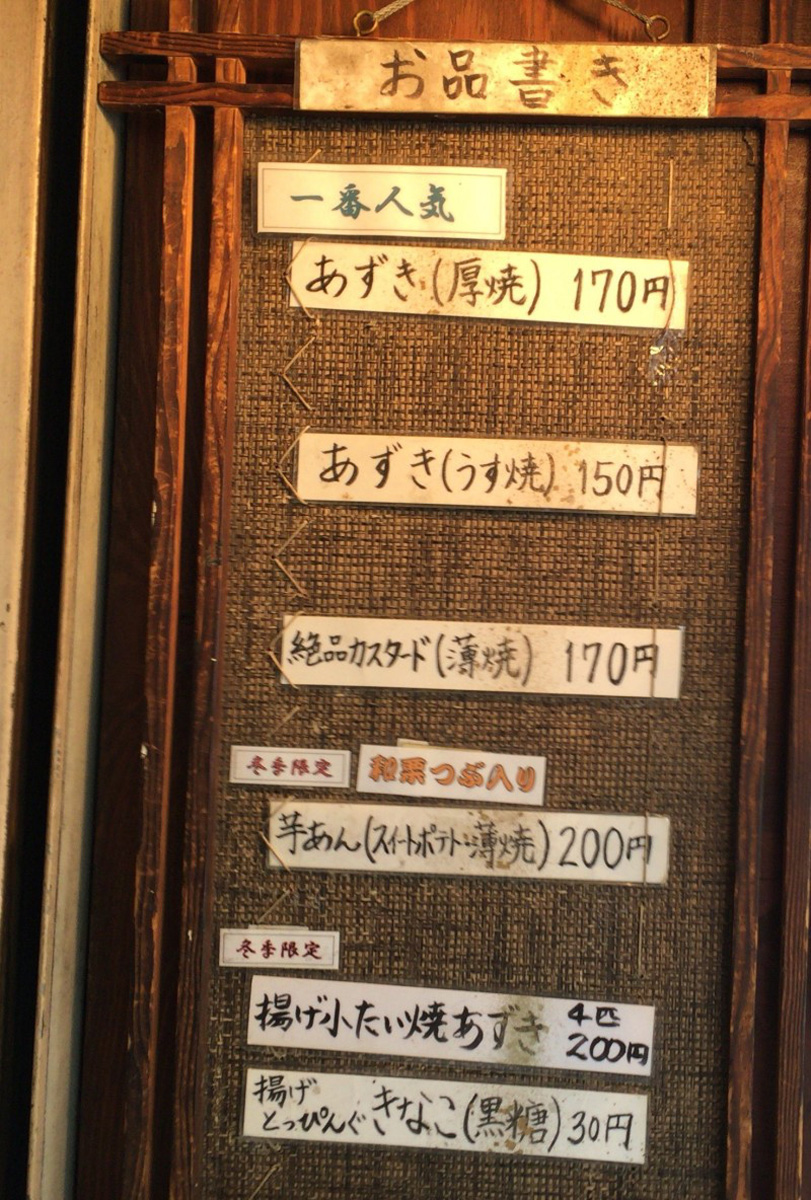 お品書き
一番人気
あずき(厚焼) 170円
あずき(うす焼) 150円
絶品カスタード(薄焼) 170円
冬季限定 和栗つぶ入り
芋あん(スイートポテト・薄焼) 200円
冬季限定
揚げ小たい焼あずき 4匹 200円
揚げ
とっぴんぐ きなこ(黒糖) 30円